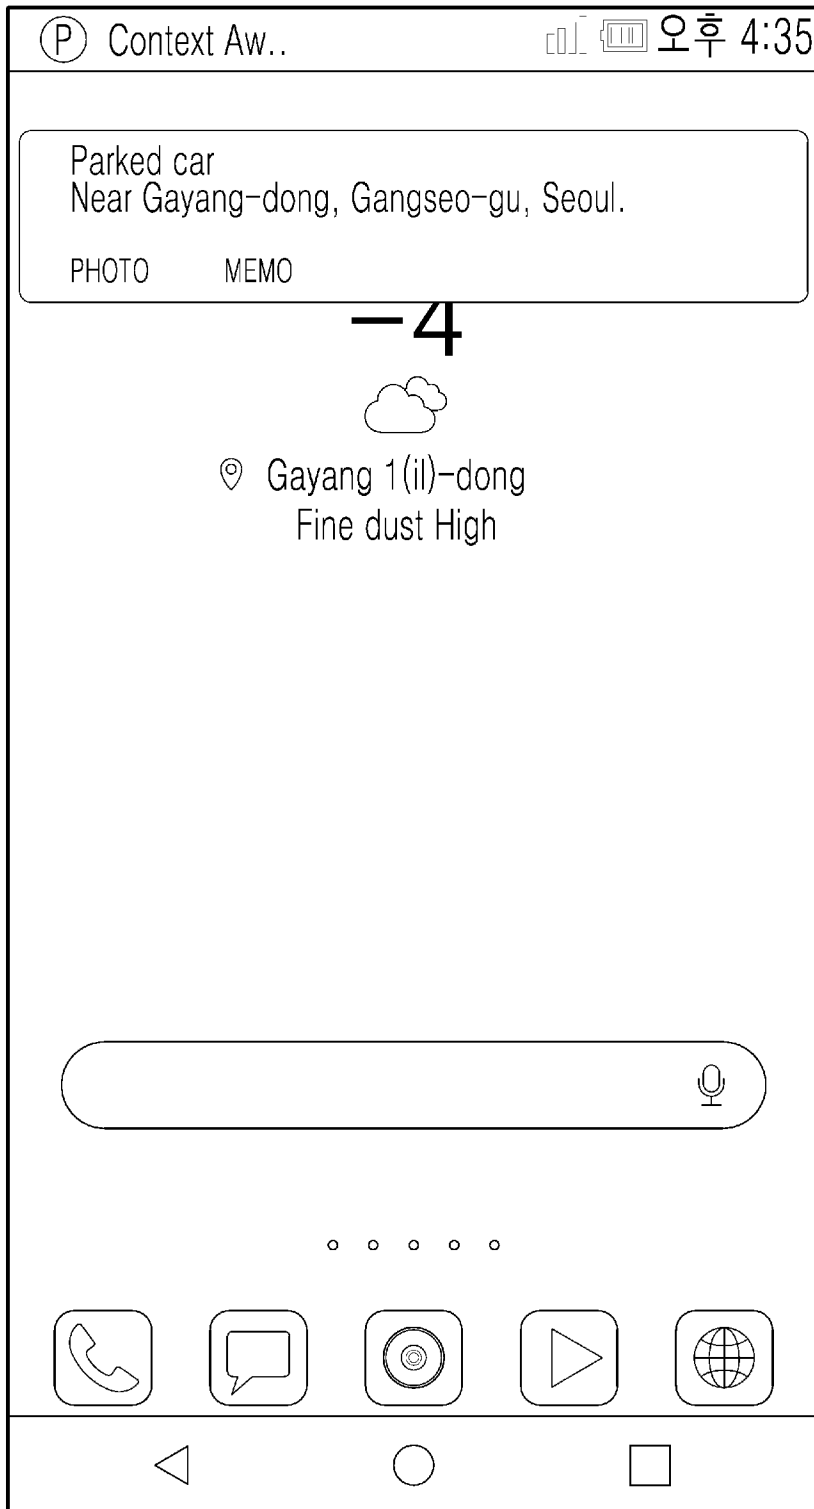 P Context Aw.. 오후 4:35
Parked car
Near Gayang-dong, Gangseo-gu, Seoul.
PHOTO MEMO
-4
Gayang 1(il)-dong
Fine dust High